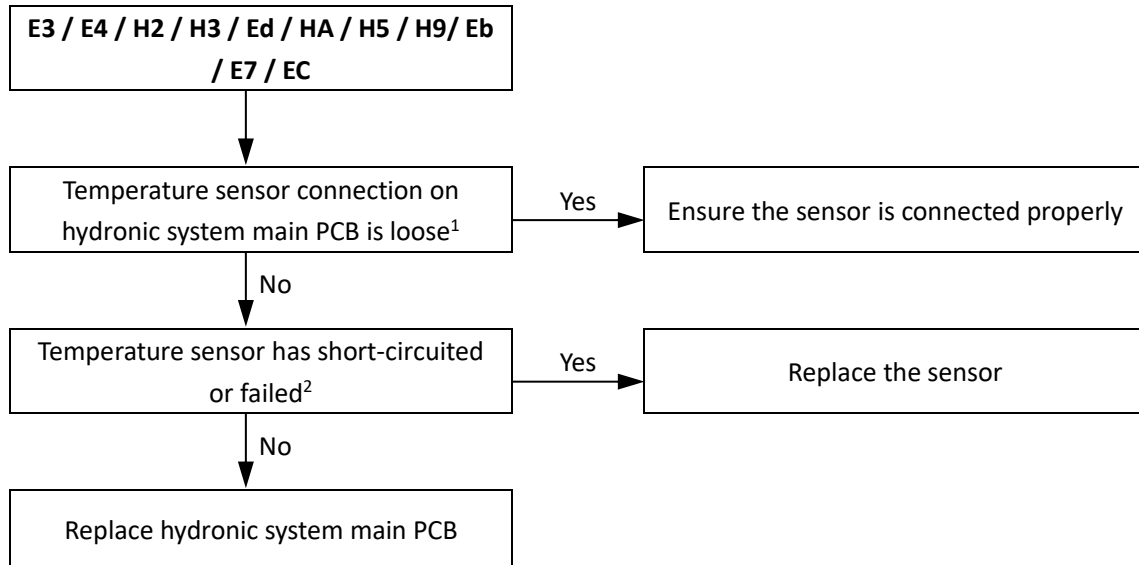 E3 / E4 / H2 / H3 / Ed / HA / H5 / H9/ Eb
/ E7 / EC
Temperature sensor connection on
hydronic system main PCB is loose¹
Yes
Ensure the sensor is connected properly
No
Temperature sensor has short-circuited
or failed²
Yes
Replace the sensor
No
Replace hydronic system main PCB